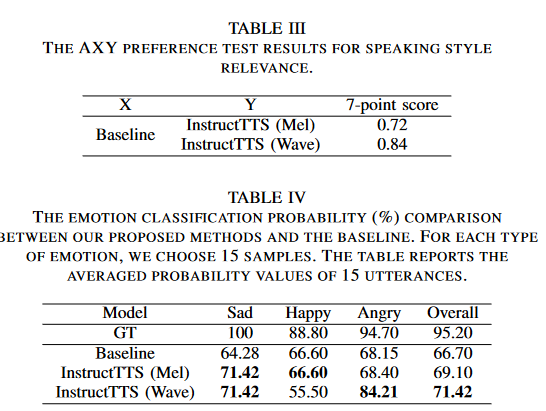 TABLE III
THE AXY PREFERENCE TEST RESULTS FOR SPEAKING STYLE
RELEVANCE.
X Y 7-point score
Baseline InstructTTS (Mel) 0.72
InstructTTS (Wave) 0.84
TABLE IV
THE EMOTION CLASSIFICATION PROBABILITY (%) COMPARISON
BETWEEN OUR PROPOSED METHODS AND THE BASELINE. FOR EACH TYPE
OF EMOTION, WE CHOOSE 15 SAMPLES. THE TABLE REPORTS THE
AVERAGED PROBABILITY VALUES OF 15 UTTERANCES.
Model Sad Happy Angry Overall
GT 100 88.80 94.70 95.20
Baseline 64.28 66.60 68.15 66.70
InstructTTS (Mel) 71.42 66.60 68.40 69.10
InstructTTS (Wave) 71.42 55.50 84.21 71.42